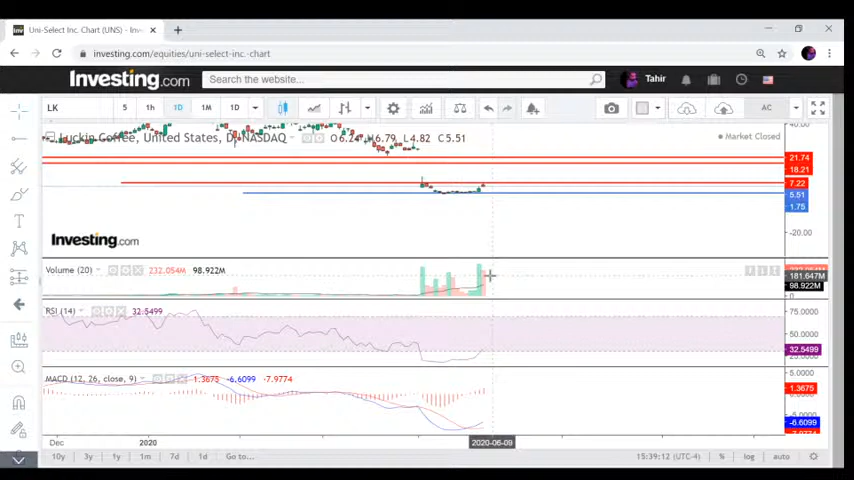 Uni-Select Inc. Chart (UNS) - Inv
investing.com/equities/uni-select-inc.-chart
Investing.com
Search the website...
Tahir
LK 5 1h 1D 1M 1D AC
Luckin Coffee, United States, D, NASDAQ O6.24 H6.79 L4.82 C5.51
Market Closed
40.00
21.74
18.21
7.22
5.51
1.75
-20.00
Investing.com
Volume (20) 232.054M 98.922M
181.647M
98.922M
0
RSI (14) 32.5499
75.0000
50.0000
32.5499
MACD (12, 26, close, 9) 1.3675 -6.6099 -7.9774
5.0000
1.3675
-6.6099
Dec 2020 2020-06-09
10y 3y 1y 1m 7d 1d Go to... 15:39:12 (UTC-4) % log auto